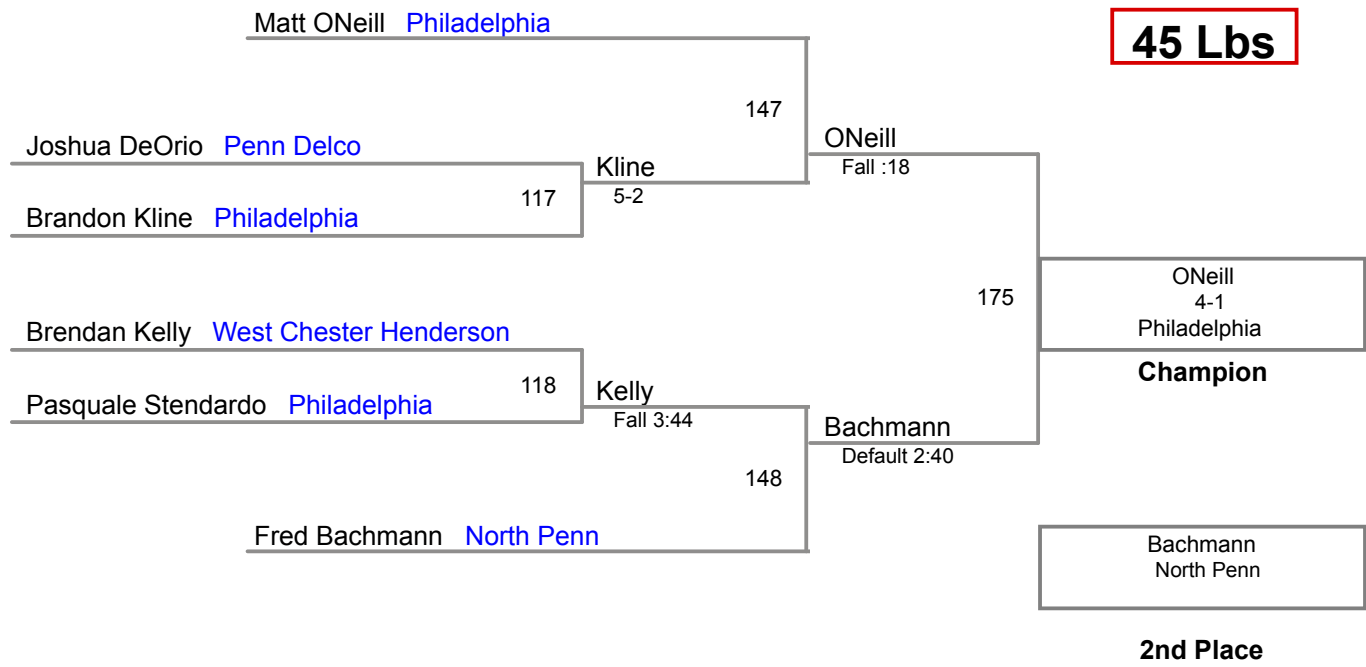 Matt ONeill Philadelphia
45 Lbs
147
Joshua DeOrio Penn Delco
ONeill
Fall :18
Kline
5-2
117
Brandon Kline Philadelphia
ONeill
4-1
Philadelphia
175
Brendan Kelly West Chester Henderson
Champion
118
Kelly
Fall 3:44
Pasquale Stendardo Philadelphia
Bachmann
Default 2:40
148
Fred Bachmann North Penn
Bachmann
North Penn
2nd Place